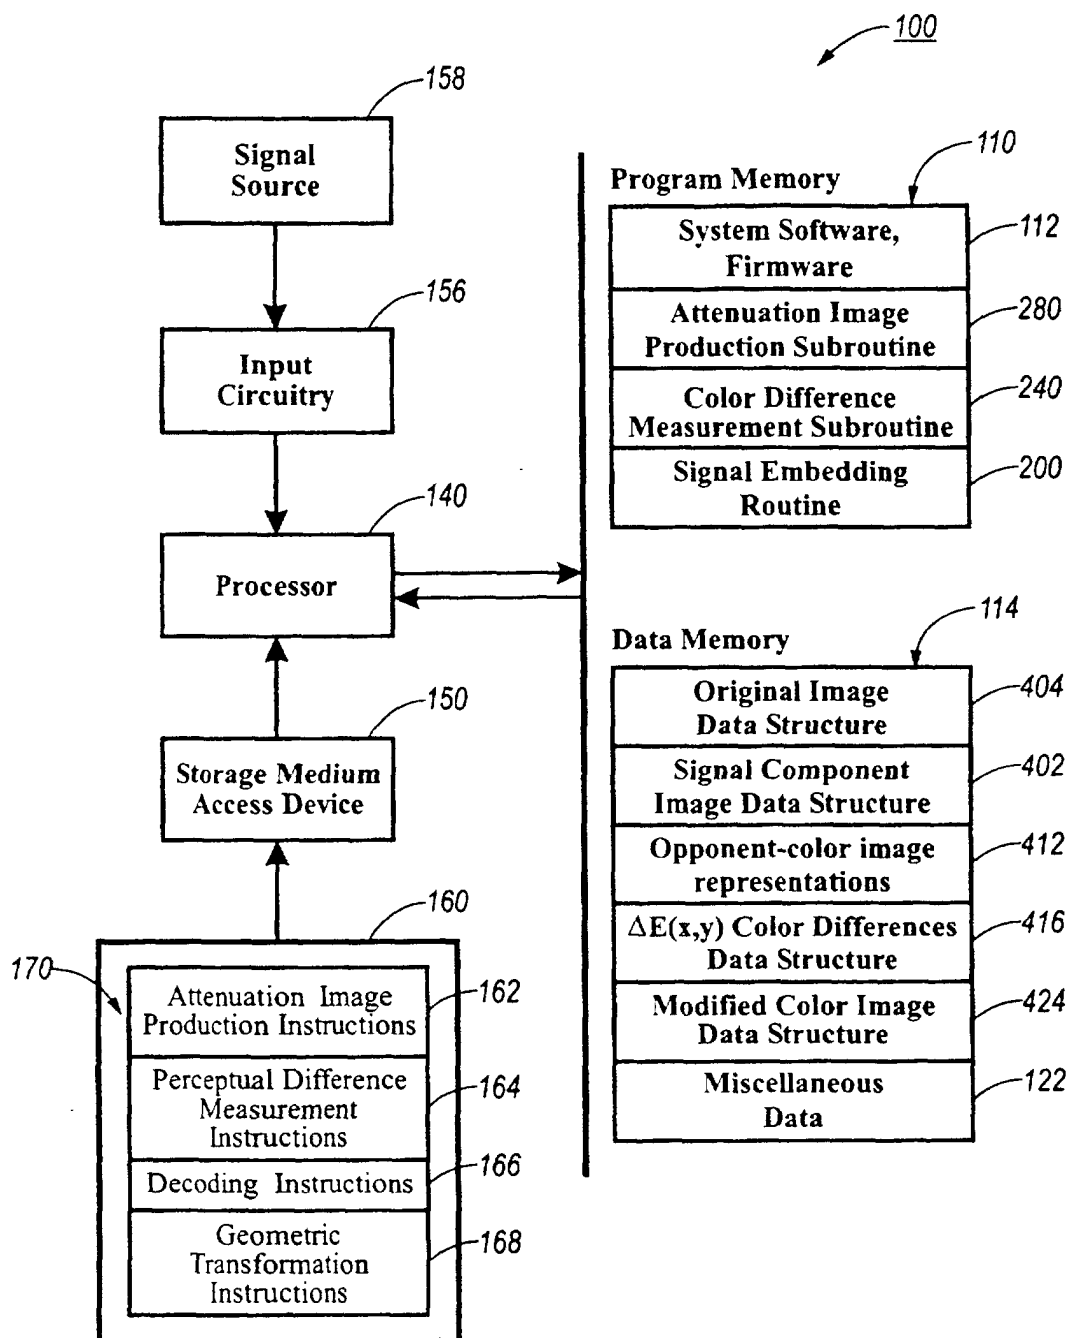 100
158
Signal
Source
156
Input
Circuitry
140
Processor
150
Storage Medium
Access Device
160
170
Attenuation Image
Production Instructions
162
Perceptual Difference
Measurement
Instructions
164
Decoding Instructions
166
Geometric
Transformation
Instructions
168
Program Memory
110
System Software,
Firmware
112
Attenuation Image
Production Subroutine
280
Color Difference
Measurement Subroutine
240
Signal Embedding
Routine
200
Data Memory
114
Original Image
Data Structure
404
Signal Component
Image Data Structure
402
Opponent-color image
representations
412
ΔE(x,y) Color Differences
Data Structure
416
Modified Color Image
Data Structure
424
Miscellaneous
Data
122